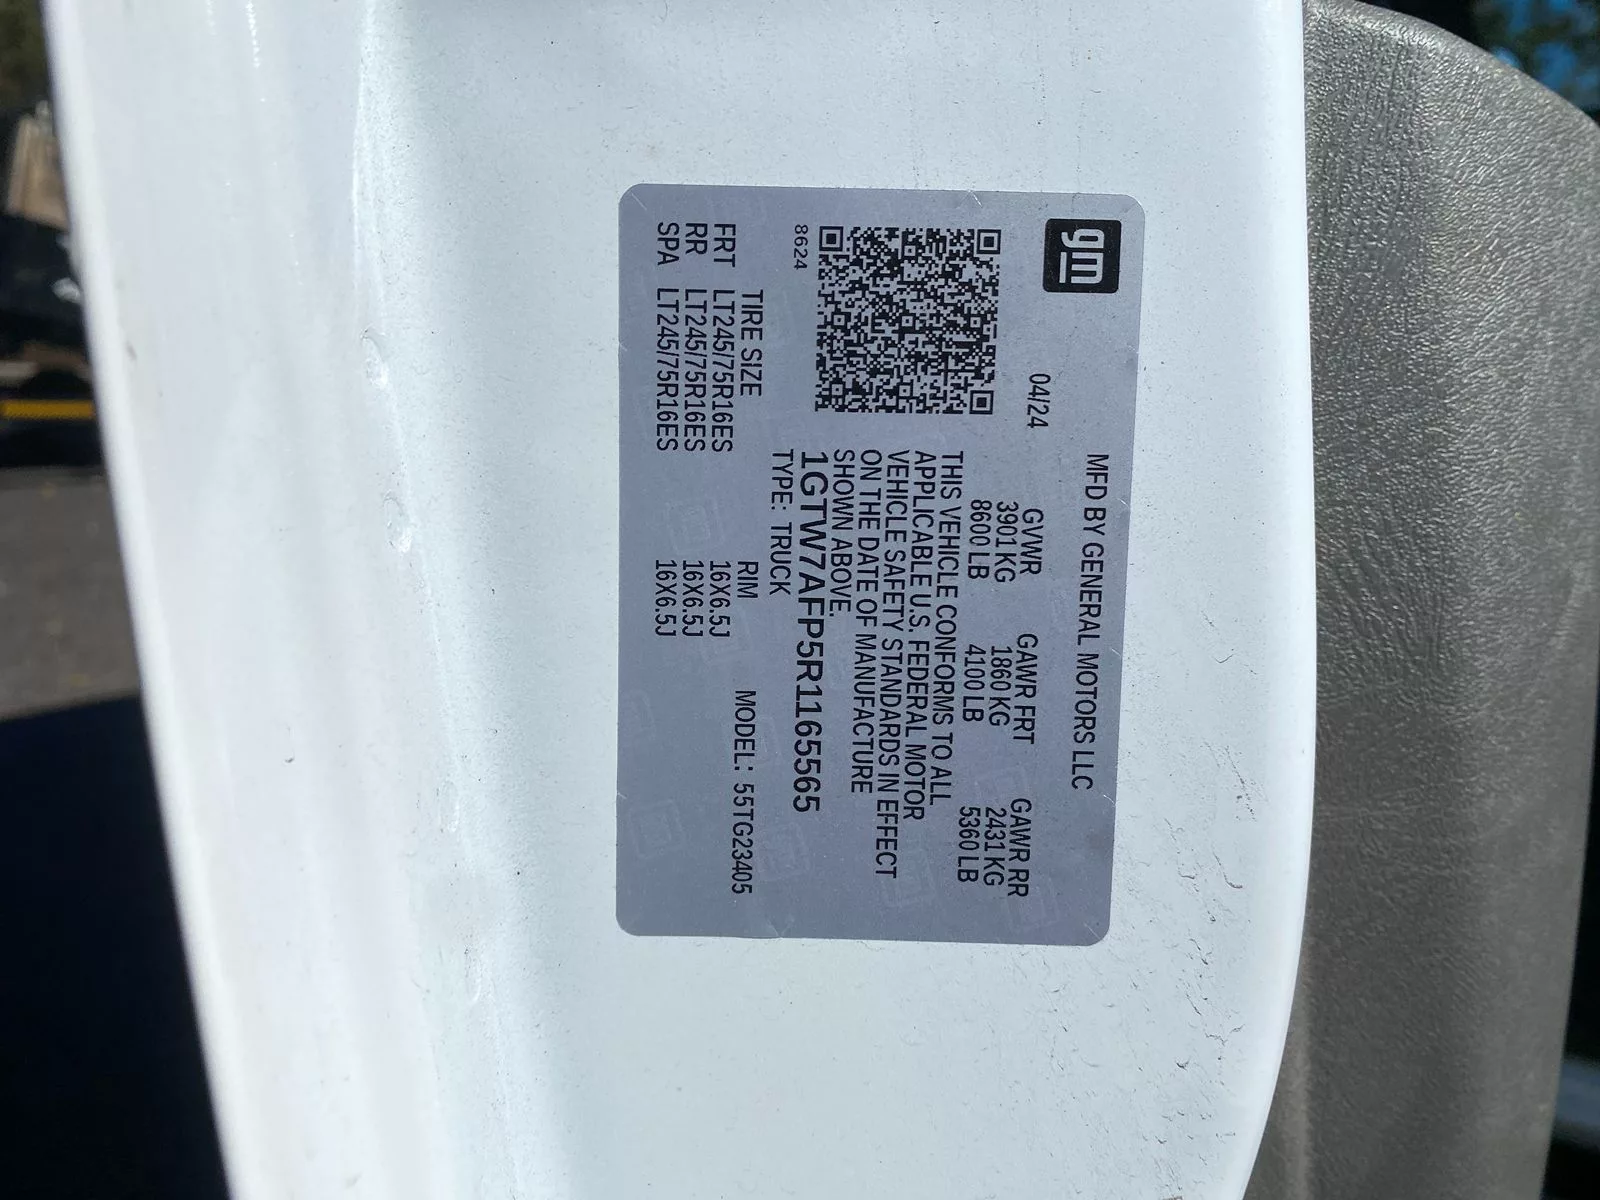 gm
MFD BY GENERAL MOTORS LLC
04/24
GVWR GAWR FRT GAWR RR
3901 KG 1860 KG 2431 KG
8600 LB 4100 LB 5360 LB
THIS VEHICLE CONFORMS TO ALL
APPLICABLE U.S. FEDERAL MOTOR
VEHICLE SAFETY STANDARDS IN EFFECT
ON THE DATE OF MANUFACTURE
SHOWN ABOVE.
8624
1GTW7AFP5R1165565
TYPE: TRUCK
MODEL: 55TG23405
TIRE SIZE RIM
FRT LT245/75R16ES 16X6.5J
RR LT245/75R16ES 16X6.5J
SPA LT245/75R16ES 16X6.5J